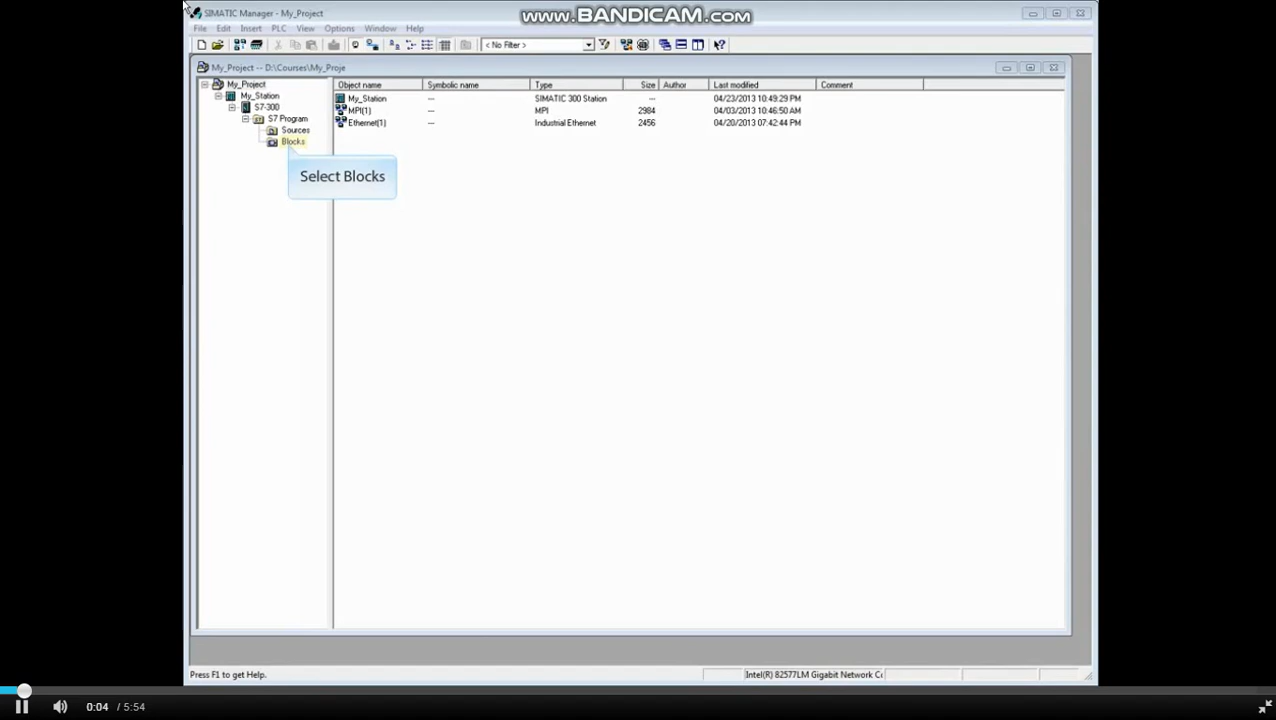 SIMATIC Manager - My_Project
www.BANDICAM.com
File Edit Insert PLC View Options Window Help
< No Filter >
My_Project -- D:\Courses\My_Proje
My_Project
My_Station
S7-300
S7 Program
Sources
Blocks
Select Blocks
Object name Symbolic name Type Size Author Last modified Comment
My_Station --- SIMATIC 300 Station --- 04/23/2013 10:49:29 PM
MPI(1) --- MPI 2984 04/03/2013 10:46:50 AM
Ethernet(1) --- Industrial Ethernet 2456 04/20/2013 07:42:44 PM
Press F1 to get Help.
Intel(R) 82577LM Gigabit Network Cc
0:04 / 5:54